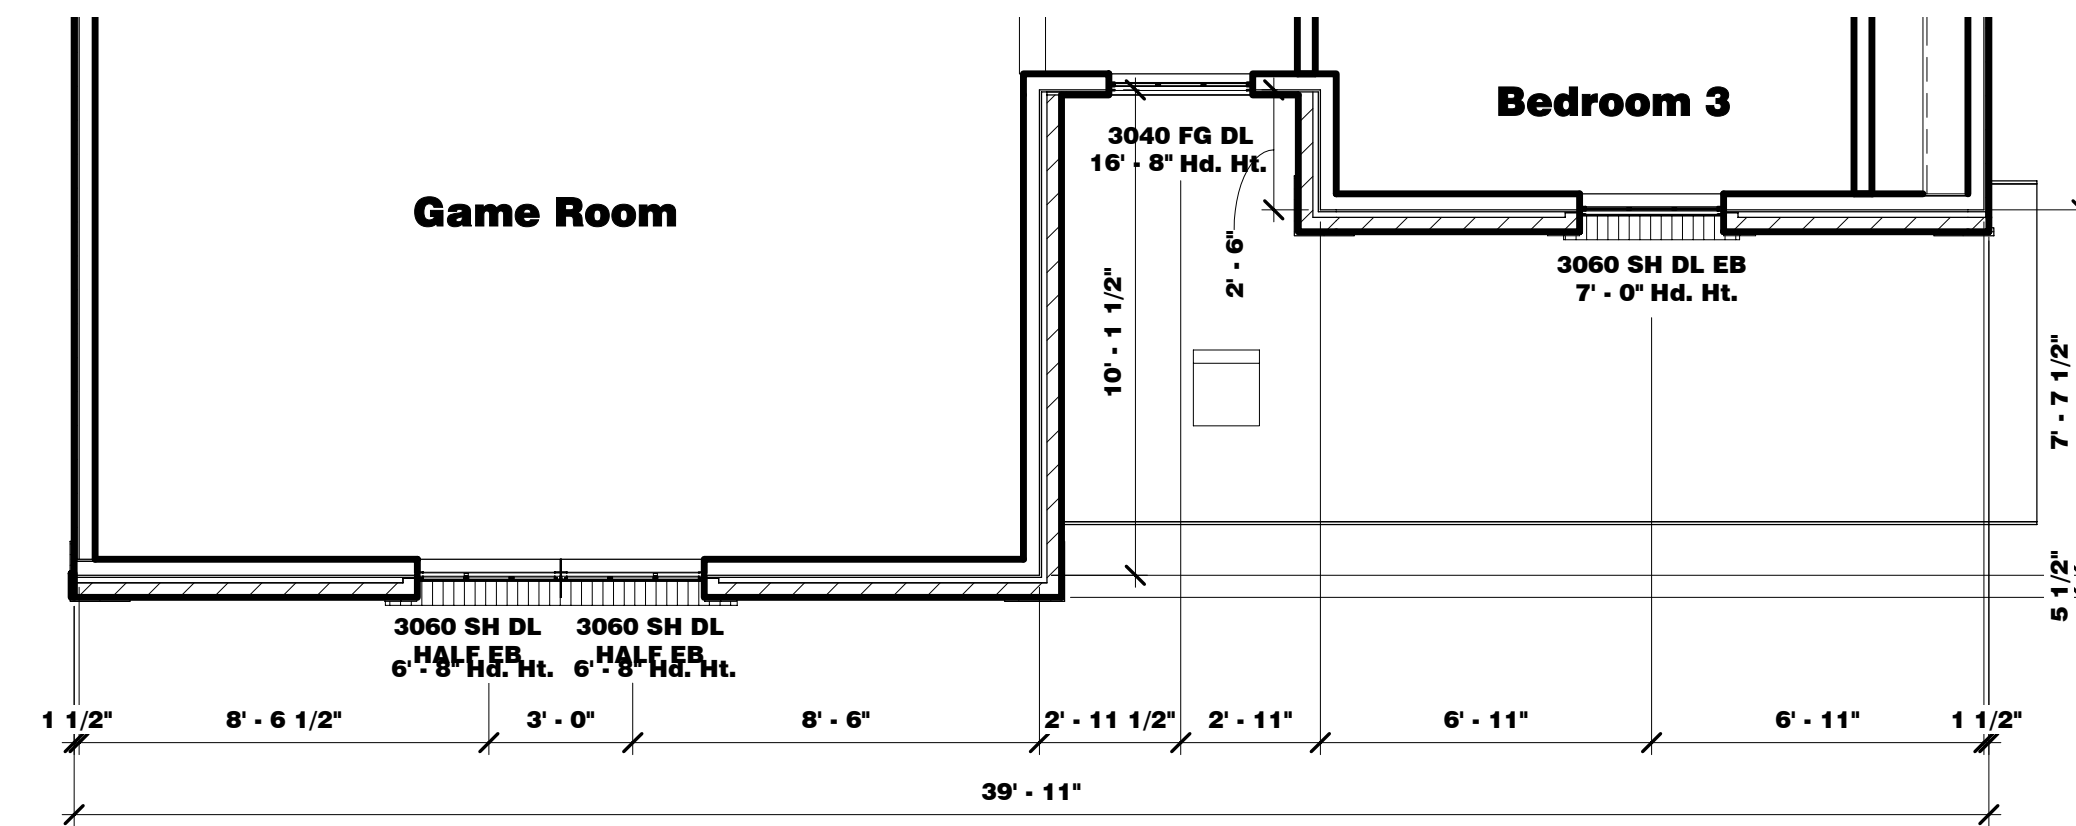 Bedroom 3
3040 FG DL
16' - 8" Hd. Ht.
Game Room
2' - 6"
3060 SH DL EB
7' - 0" Hd. Ht.
10' - 1 1/2"
7' - 7 1/2"
5 1/2"
3060 SH DL
HALF EB
6' - 8" Hd. Ht.
3060 SH DL
HALF EB
6' - 8" Hd. Ht.
1 1/2"
8' - 6 1/2"
3' - 0"
8' - 6"
2' - 11 1/2"
2' - 11"
6' - 11"
6' - 11"
1 1/2"
39' - 11"